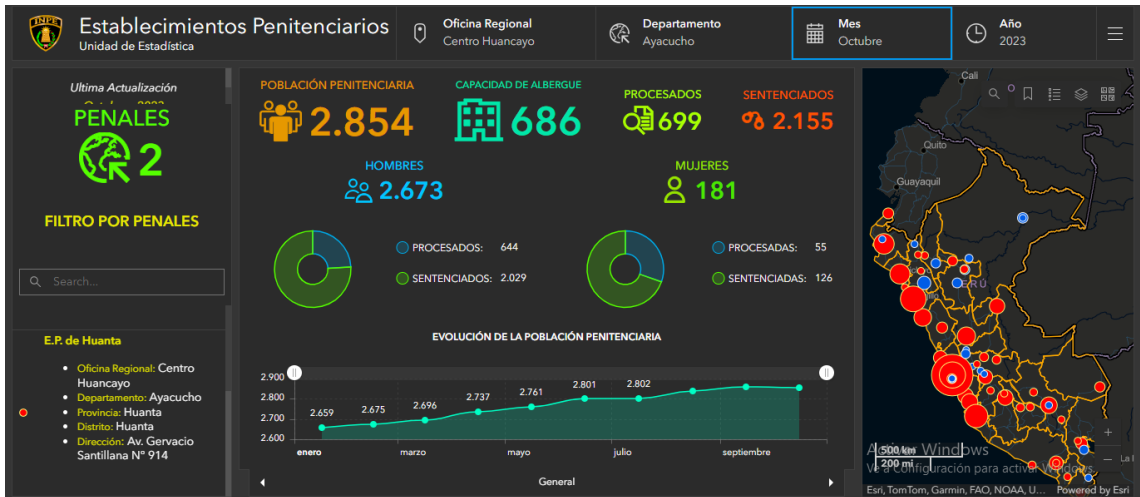 INPE
Establecimientos Penitenciarios
Unidad de Estadística
Oficina Regional
Centro Huancayo
Departamento
Ayacucho
Mes
Octubre
Año
2023
Ultima Actualización
PENALES
2
FILTRO POR PENALES
Search...
E.P. de Huanta
Oficina Regional: Centro
Huancayo
Departamento: Ayacucho
Provincia: Huanta
Distrito: Huanta
Dirección: Av. Gervacio
Santillana N° 914
POBLACIÓN PENITENCIARIA
2.854
CAPACIDAD DE ALBERGUE
686
PROCESADOS
699
SENTENCIADOS
2.155
HOMBRES
2.673
MUJERES
181
PROCESADOS: 644
SENTENCIADOS: 2.029
PROCESADAS: 55
SENTENCIADAS: 126
EVOLUCIÓN DE LA POBLACIÓN PENITENCIARIA
2.900
2.800
2.700
2.600
2.659
2.675
2.696
2.737
2.761
2.801
2.802
enero
marzo
mayo
julio
septiembre
General
Cali
Quito
Guayaquil
PERÚ
500 km
200 mi
Activar Windows
Ve a Configuración para activar Windows.
Esri, TomTom, Garmin, FAO, NOAA, U... Powered by Esri